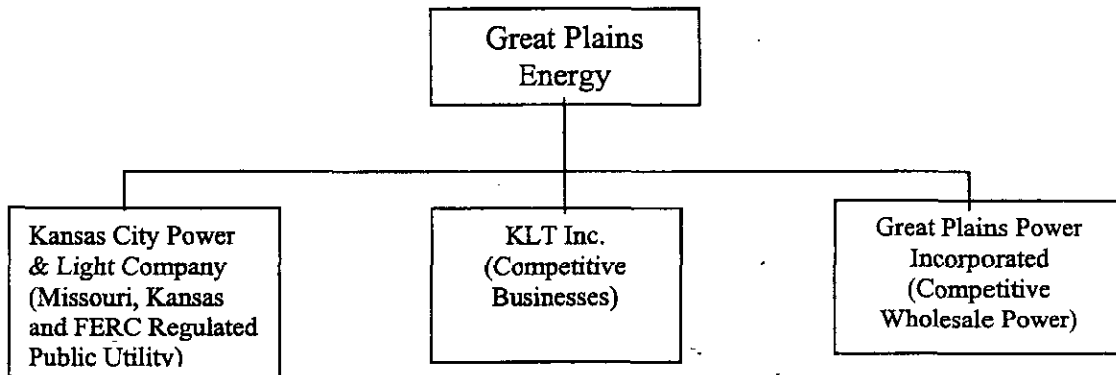 Great Plains
Energy
Kansas City Power
& Light Company
(Missouri, Kansas
and FERC Regulated
Public Utility)
KLT Inc.
(Competitive
Businesses)
Great Plains Power
Incorporated
(Competitive
Wholesale Power)